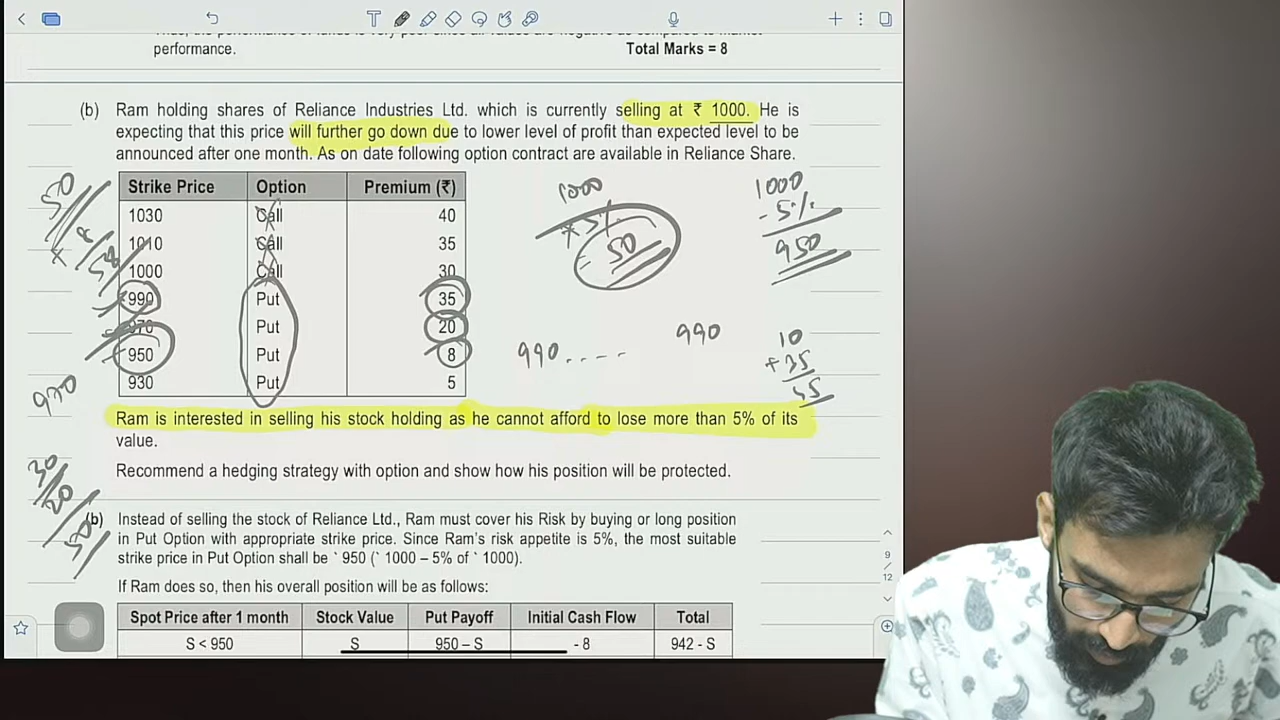 performance.
Total Marks = 8
(b) Ram holding shares of Reliance Industries Ltd. which is currently selling at ₹ 1000. He is
expecting that this price will further go down due to lower level of profit than expected level to be
announced after one month. As on date following option contract are available in Reliance Share.
Strike Price Option Premium (₹)
1030 Call 40
1010 Call 35
1000 Call 30
990 Put 35
970 Put 20
950 Put 8
930 Put 5
50
8
58
1000
× 5%
= 50
1000
- 5%
950
990....
990
10
+35
45
970
30
20
50
Ram is interested in selling his stock holding as he cannot afford to lose more than 5% of its
value.
Recommend a hedging strategy with option and show how his position will be protected.
(b) Instead of selling the stock of Reliance Ltd., Ram must cover his Risk by buying or long position
in Put Option with appropriate strike price. Since Ram's risk appetite is 5%, the most suitable
strike price in Put Option shall be ` 950 (` 1000 – 5% of ` 1000).
If Ram does so, then his overall position will be as follows:
Spot Price after 1 month Stock Value Put Payoff Initial Cash Flow Total
S < 950 S 950 – S - 8 942 - S
9
12